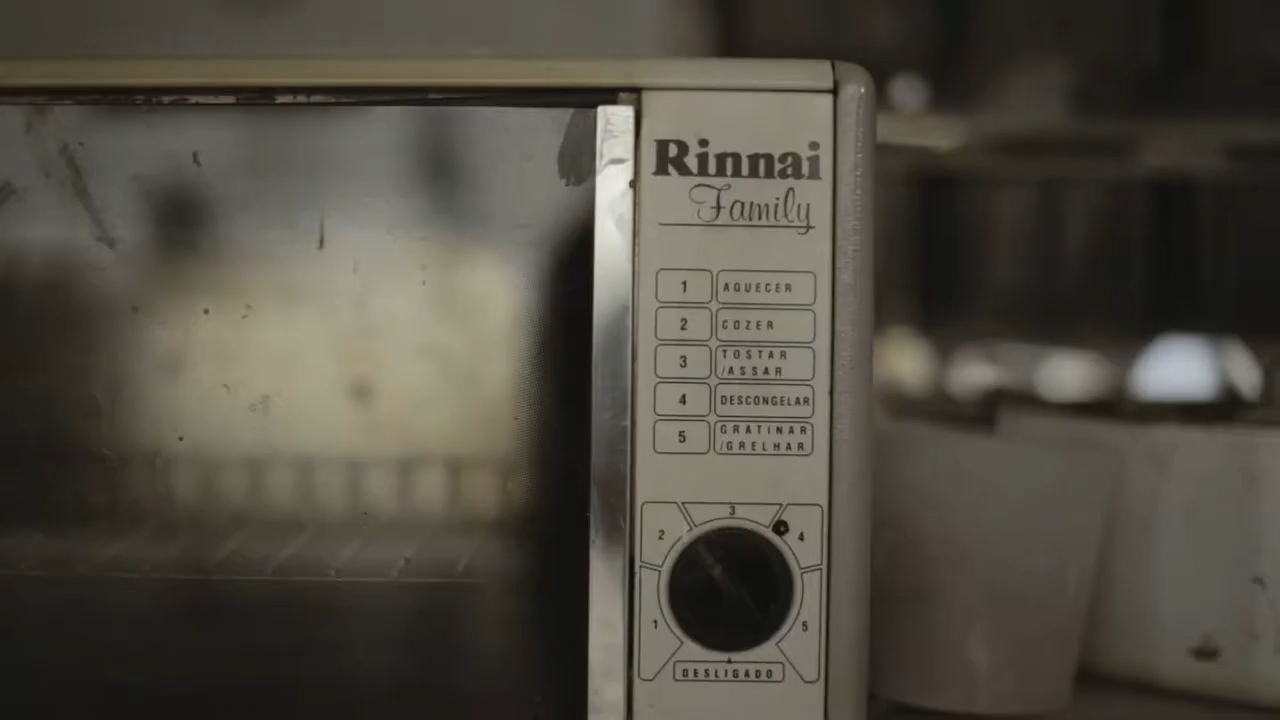 Rinnai
Family
1 AQUECER
2 COZER
3 TOSTAR
/ASSAR
4 DESCONGELAR
5 GRATINAR
/GRELHAR
3
2 4
1 5
DESLIGADO